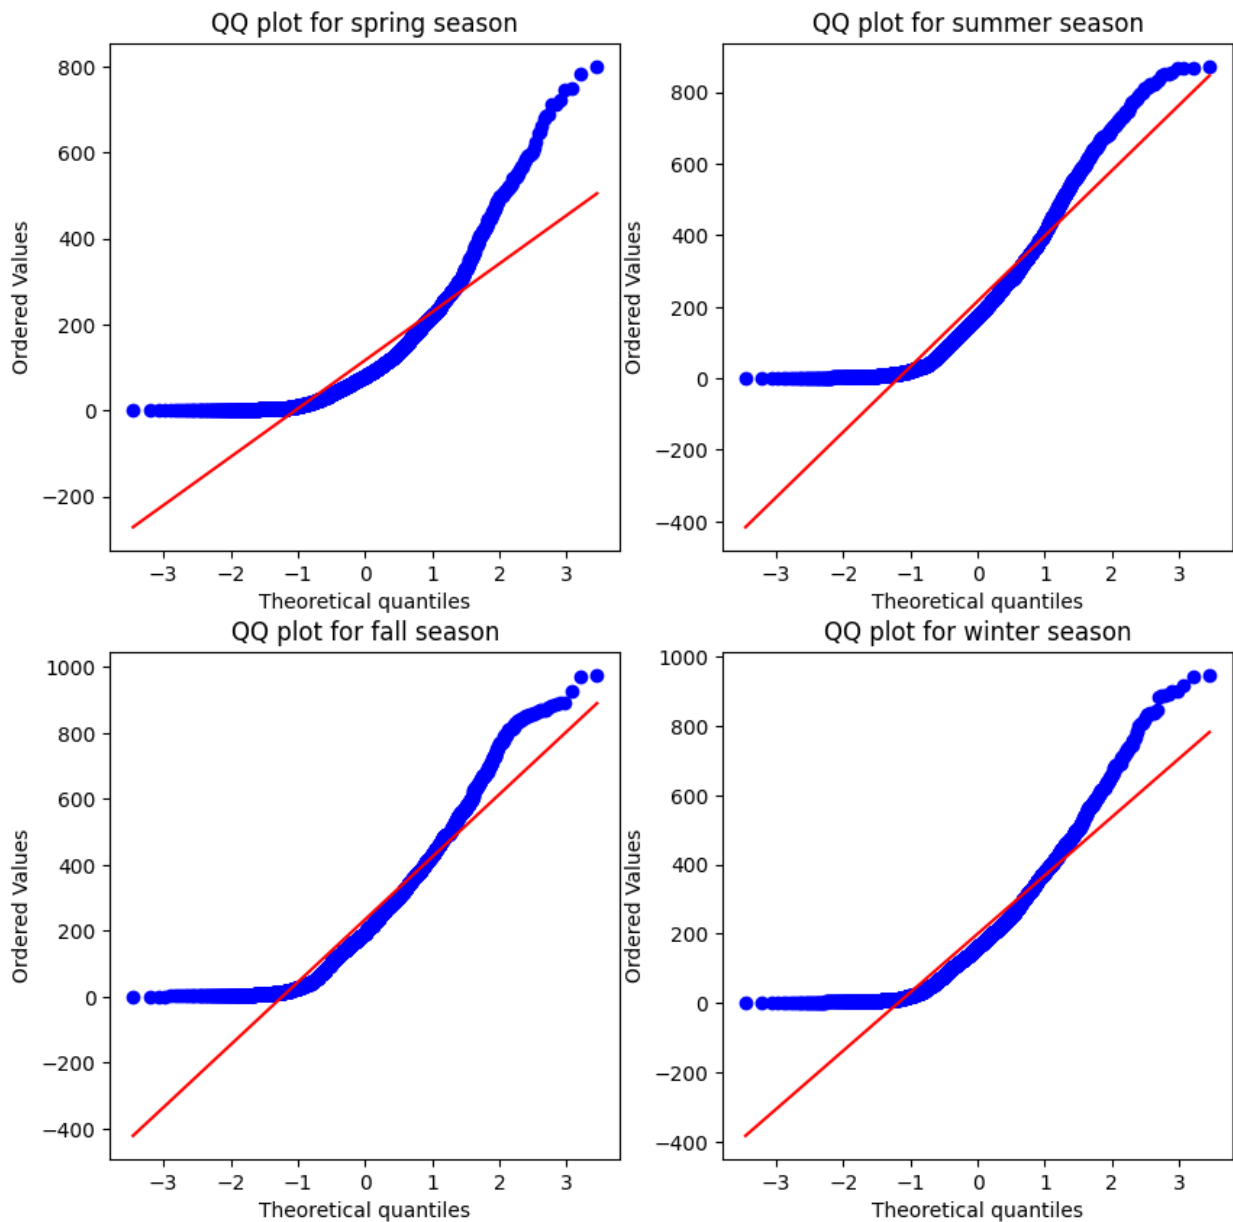 QQ plot for spring season
800
600
400
200
0
−200
Ordered Values
−3 −2 −1 0 1 2 3
Theoretical quantiles
QQ plot for summer season
800
600
400
200
0
−200
−400
Ordered Values
−3 −2 −1 0 1 2 3
Theoretical quantiles
QQ plot for fall season
1000
800
600
400
200
0
−200
−400
Ordered Values
−3 −2 −1 0 1 2 3
Theoretical quantiles
QQ plot for winter season
1000
800
600
400
200
0
−200
−400
Ordered Values
−3 −2 −1 0 1 2 3
Theoretical quantiles